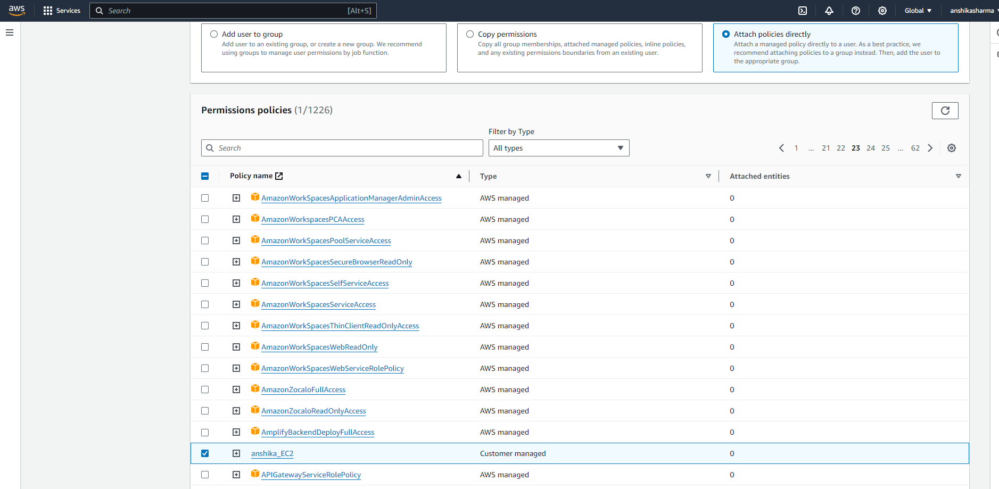 aws Services Search [Alt+S] Global anshikasharma
Add user to group
Add user to an existing group, or create a new group. We recommend
using groups to manage user permissions by job function.
Copy permissions
Copy all group memberships, attached managed policies, inline policies,
and any existing permissions boundaries from an existing user.
Attach policies directly
Attach a managed policy directly to a user. As a best practice, we
recommend attaching policies to a group instead. Then, add the user to
the appropriate group.
Permissions policies (1/1226)
Filter by Type
Search All types 1 ... 21 22 23 24 25 ... 62
Policy name Type Attached entities
AmazonWorkSpacesApplicationManagerAdminAccess AWS managed 0
AmazonWorkspacesPCAAccess AWS managed 0
AmazonWorkSpacesPoolServiceAccess AWS managed 0
AmazonWorkSpacesSecureBrowserReadOnly AWS managed 0
AmazonWorkSpacesSelfServiceAccess AWS managed 0
AmazonWorkSpacesServiceAccess AWS managed 0
AmazonWorkSpacesThinClientReadOnlyAccess AWS managed 0
AmazonWorkSpacesWebReadOnly AWS managed 0
AmazonWorkSpacesWebServiceRolePolicy AWS managed 0
AmazonZocaloFullAccess AWS managed 0
AmazonZocaloReadOnlyAccess AWS managed 0
AmplifyBackendDeployFullAccess AWS managed 0
anshika_EC2 Customer managed 0
APIGatewayServiceRolePolicy AWS managed 0